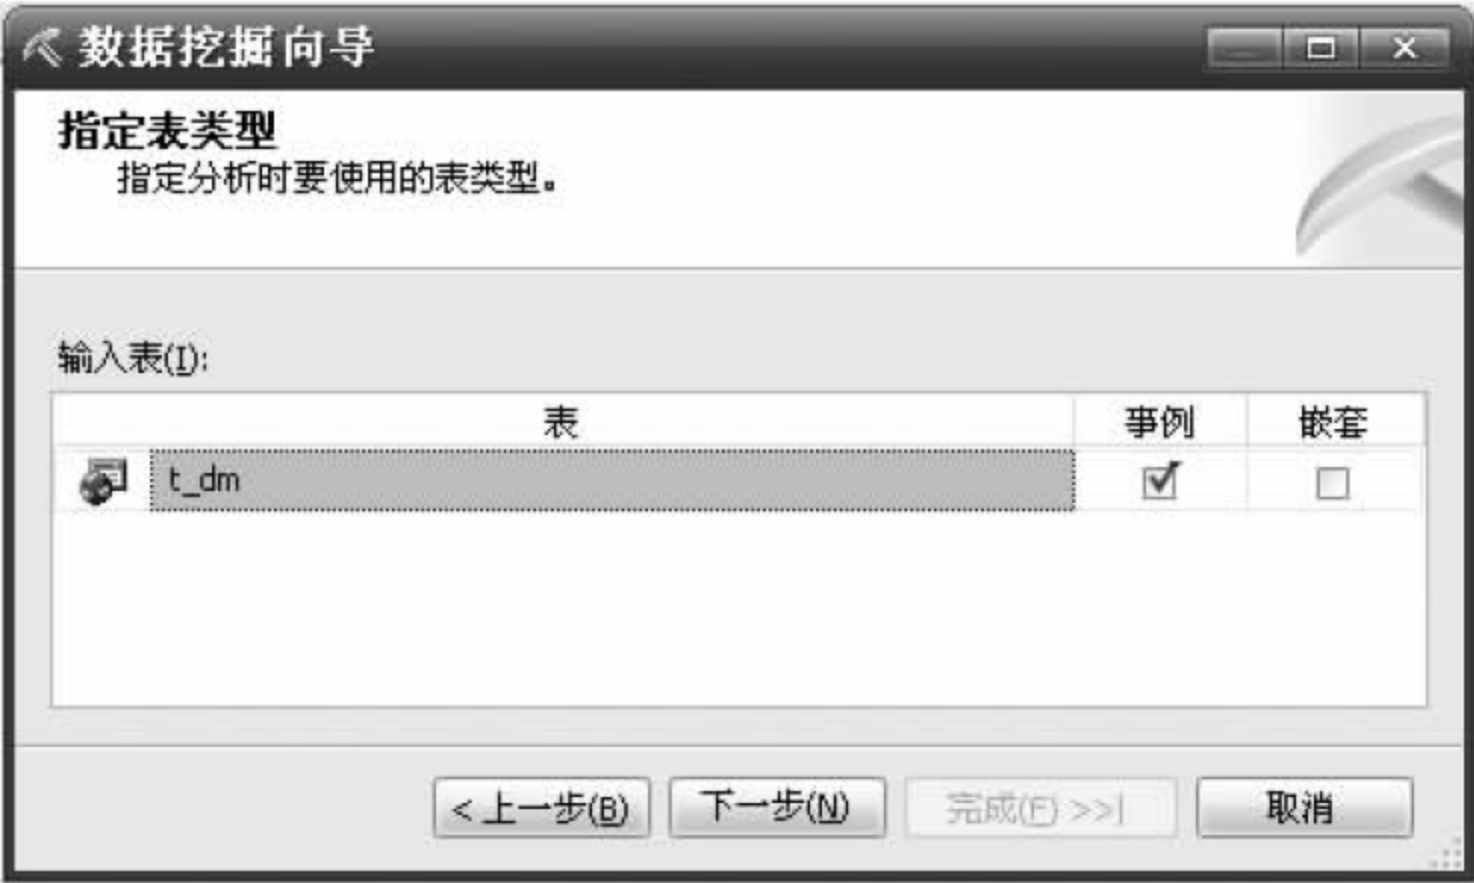 数据挖掘向导
指定表类型
指定分析时要使用的表类型。
输入表(I):
表 事例 嵌套
t_dm
<上一步(B) 下一步(N) 完成(F) >>| 取消